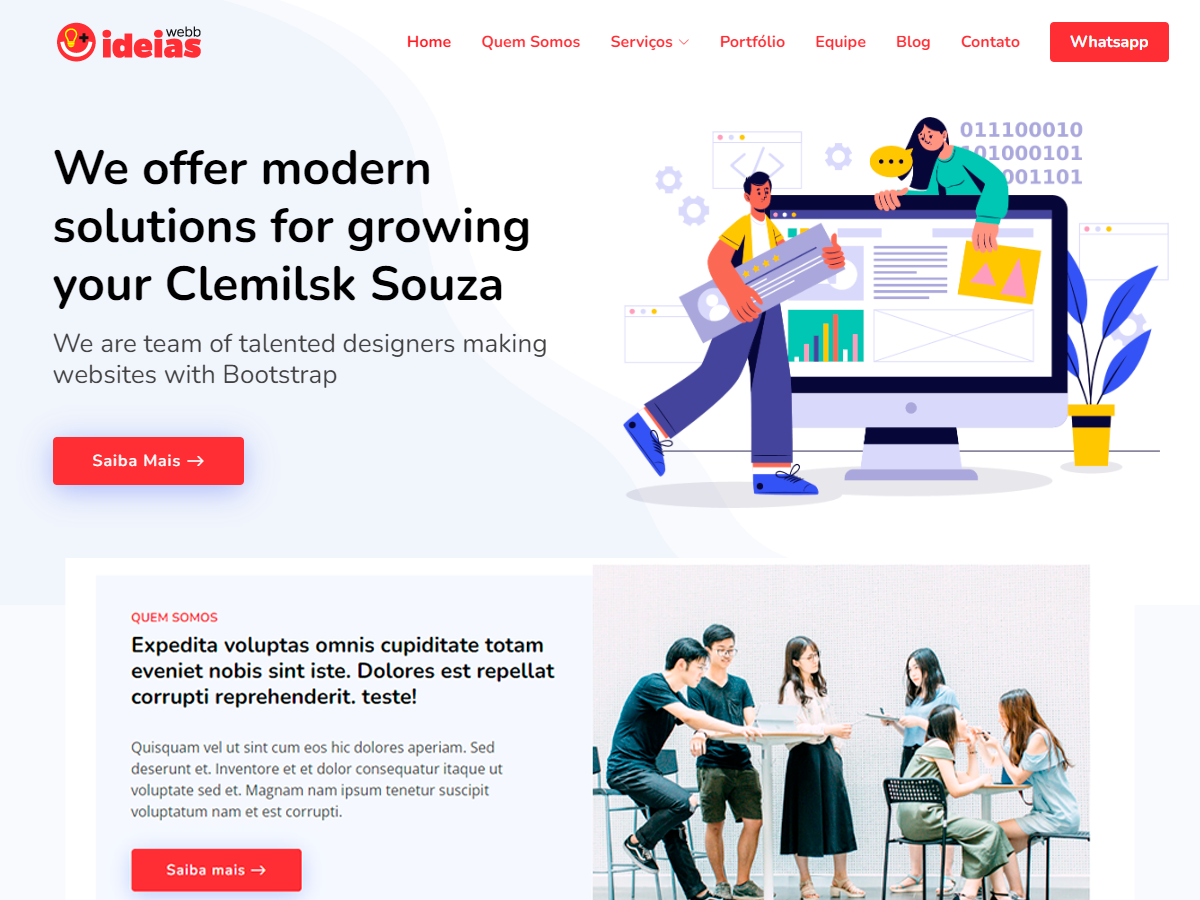 webb
ideias
Home Quem Somos Serviços Portfólio Equipe Blog Contato Whatsapp
We offer modern
solutions for growing
your Clemilsk Souza
We are team of talented designers making
websites with Bootstrap
Saiba Mais →
011100010
101000101
001101
QUEM SOMOS
Expedita voluptas omnis cupiditate totam
eveniet nobis sint iste. Dolores est repellat
corrupti reprehenderit. teste!
Quisquam vel ut sint cum eos hic dolores aperiam. Sed
deserunt et. Inventore et et dolor consequatur itaque ut
voluptate sed et. Magnam nam ipsum tenetur suscipit
voluptatum nam et est corrupti.
Saiba mais →